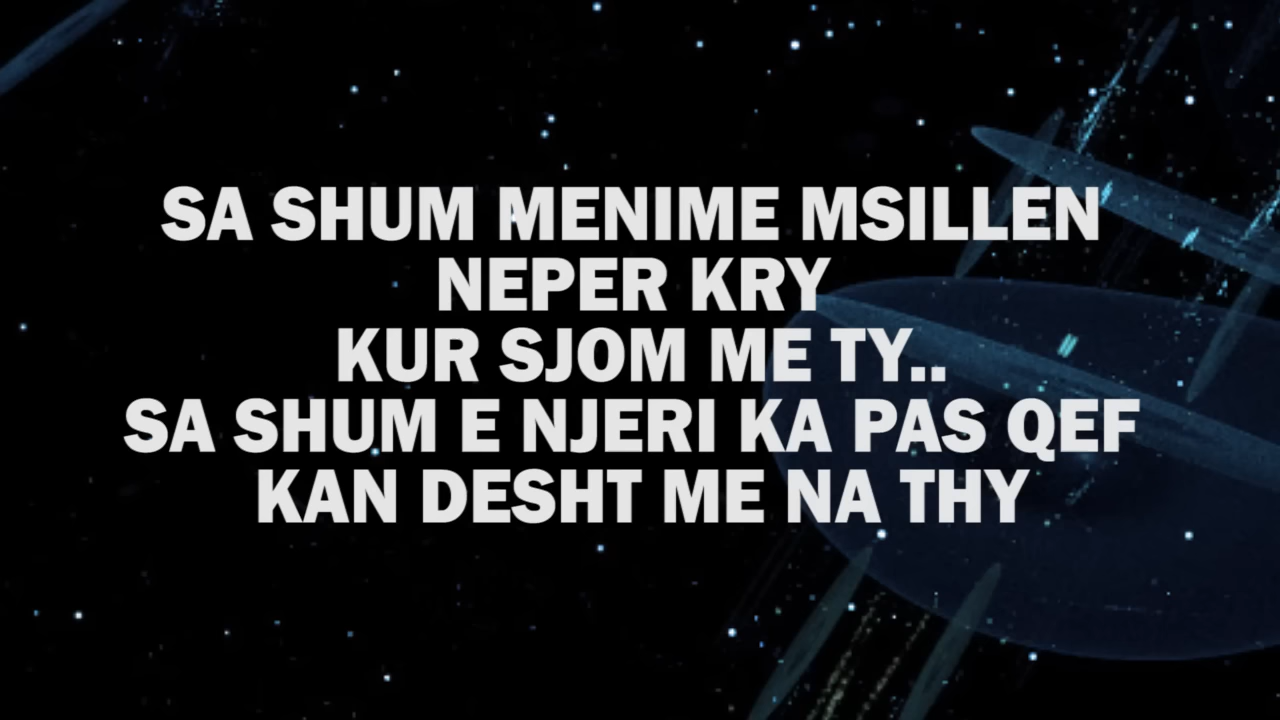 SA SHUM MENIME MSILLEN
NEPER KRY
KUR SJOM ME TY..
SA SHUM E NJERI KA PAS QEF
KAN DESHT ME NA THY